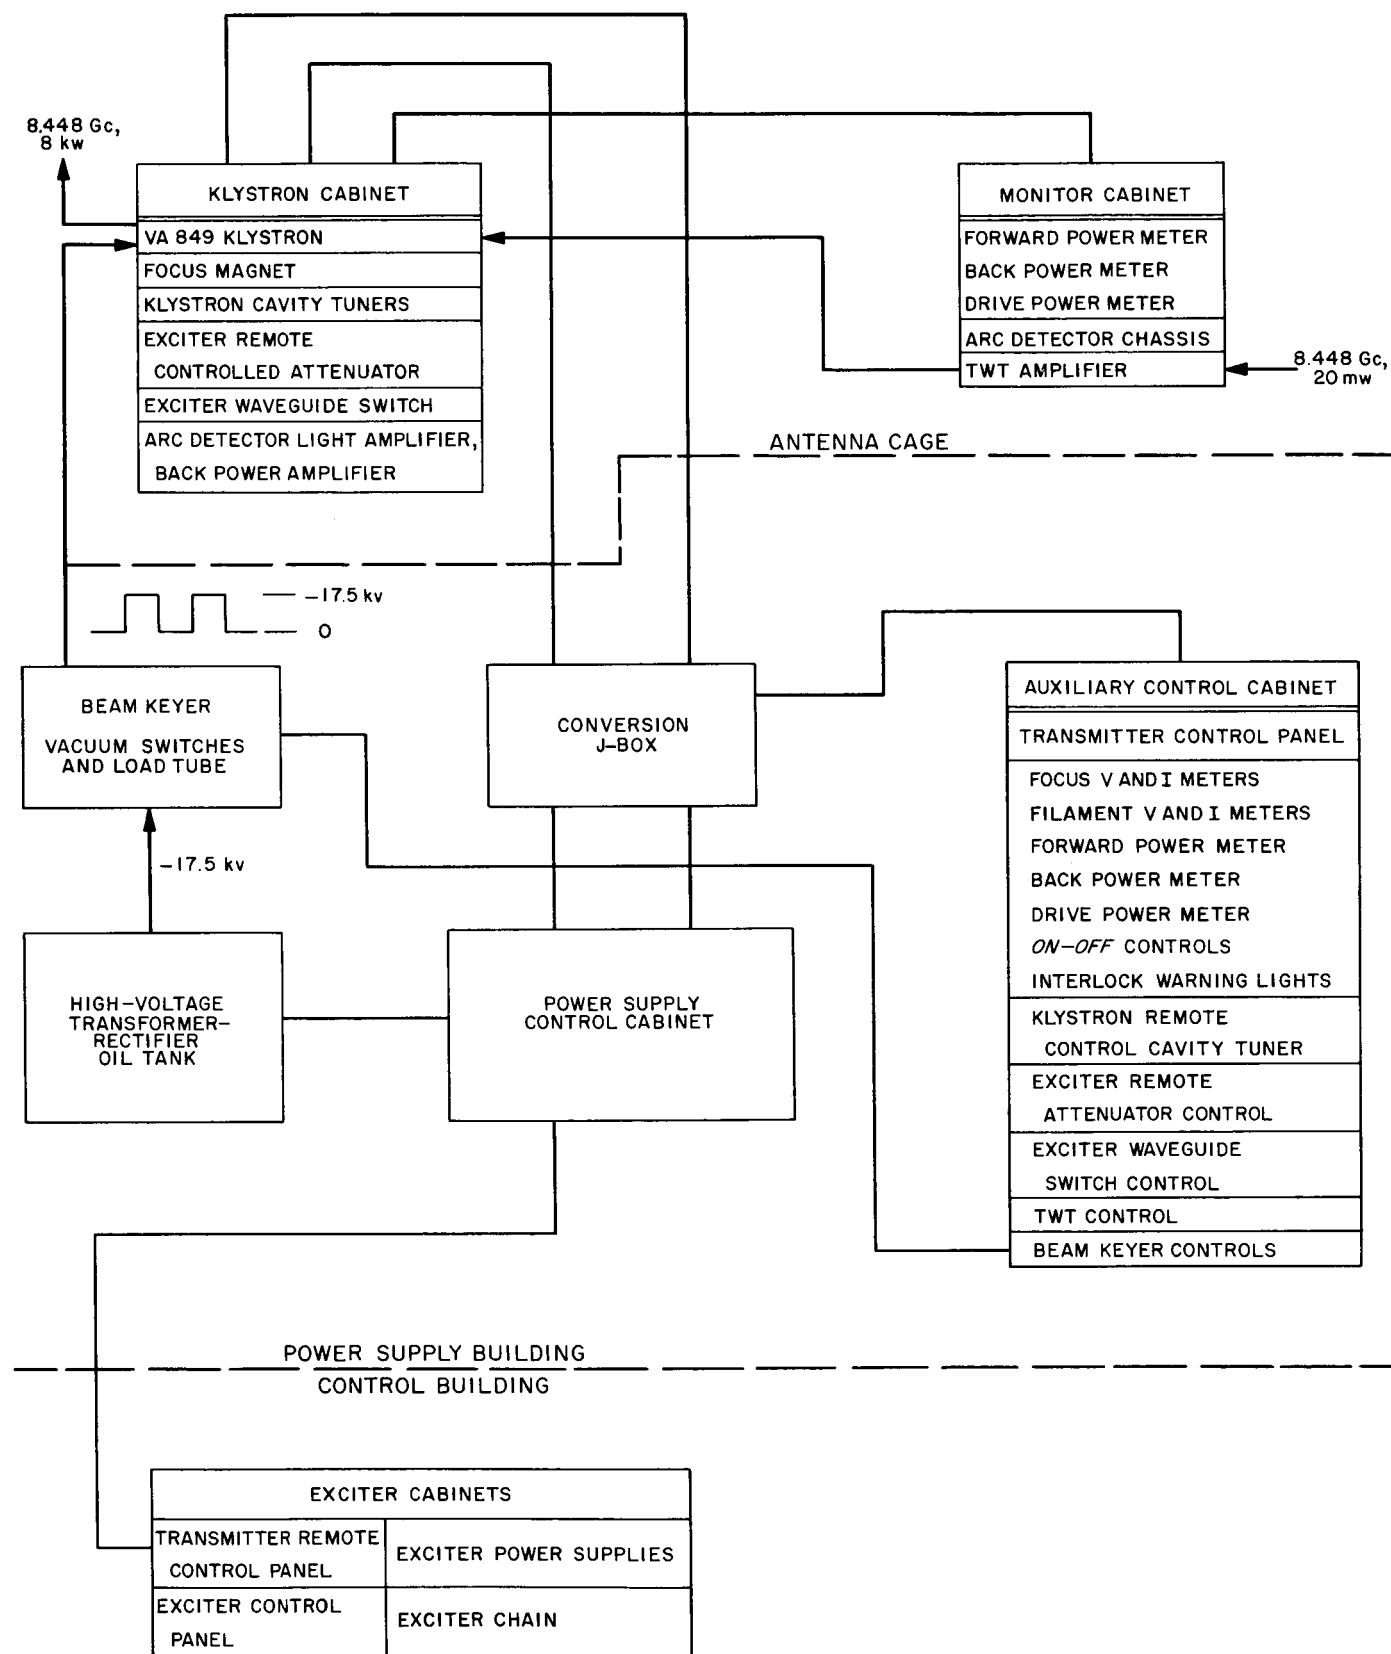 8.448 Gc,
8 kw
KLYSTRON CABINET
VA 849 KLYSTRON
FOCUS MAGNET
KLYSTRON CAVITY TUNERS
EXCITER REMOTE
CONTROLLED ATTENUATOR
EXCITER WAVEGUIDE SWITCH
ARC DETECTOR LIGHT AMPLIFIER,
BACK POWER AMPLIFIER
MONITOR CABINET
FORWARD POWER METER
BACK POWER METER
DRIVE POWER METER
ARC DETECTOR CHASSIS
TWT AMPLIFIER
8.448 Gc,
20 mw
ANTENNA CAGE
−17.5 kv
0
BEAM KEYER
VACUUM SWITCHES
AND LOAD TUBE
CONVERSION
J-BOX
−17.5 kv
HIGH-VOLTAGE
TRANSFORMER-
RECTIFIER
OIL TANK
POWER SUPPLY
CONTROL CABINET
AUXILIARY CONTROL CABINET
TRANSMITTER CONTROL PANEL
FOCUS V AND I METERS
FILAMENT V AND I METERS
FORWARD POWER METER
BACK POWER METER
DRIVE POWER METER
ON-OFF CONTROLS
INTERLOCK WARNING LIGHTS
KLYSTRON REMOTE
CONTROL CAVITY TUNER
EXCITER REMOTE
ATTENUATOR CONTROL
EXCITER WAVEGUIDE
SWITCH CONTROL
TWT CONTROL
BEAM KEYER CONTROLS
POWER SUPPLY BUILDING
CONTROL BUILDING
EXCITER CABINETS
TRANSMITTER REMOTE
CONTROL PANEL
EXCITER POWER SUPPLIES
EXCITER CONTROL
PANEL
EXCITER CHAIN